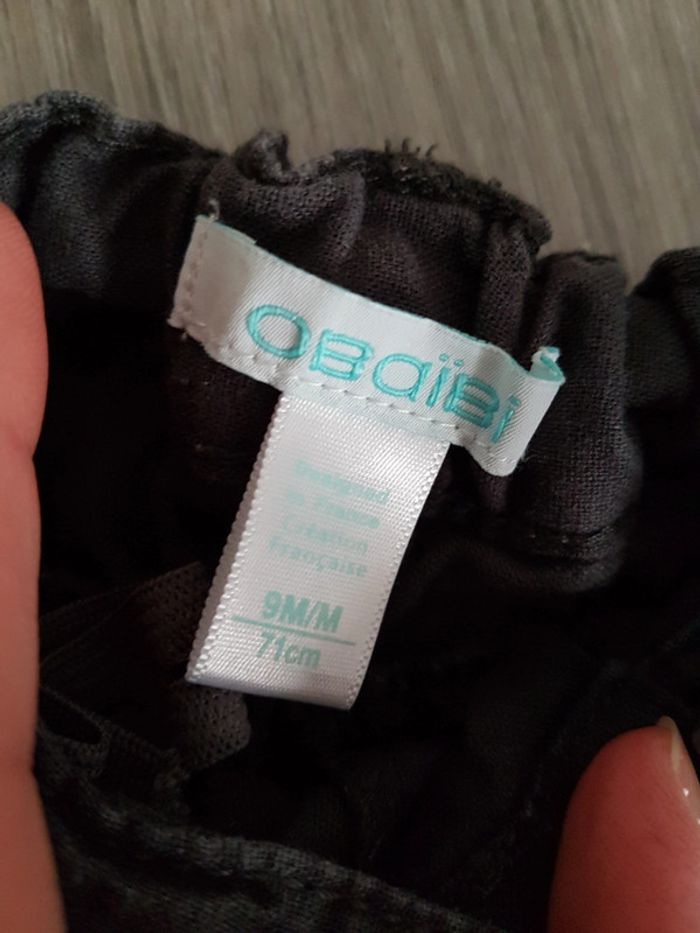 OBaïBi
Designed
in France
Création
Française
9M/M
71cm